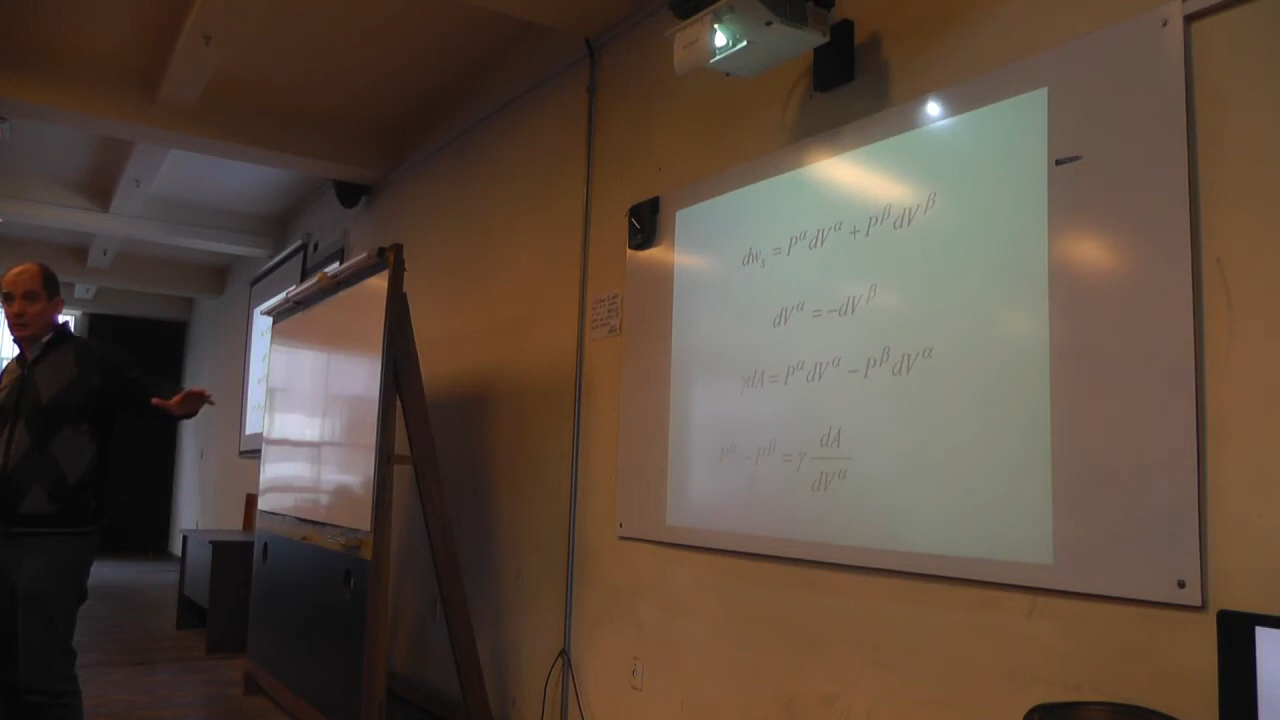 dw_s = P^α dV^α + P^β dV^β
dV^α = −dV^β
γdA = P^α dV^α − P^β dV^α
P^α − P^β = γ dA / dV^α